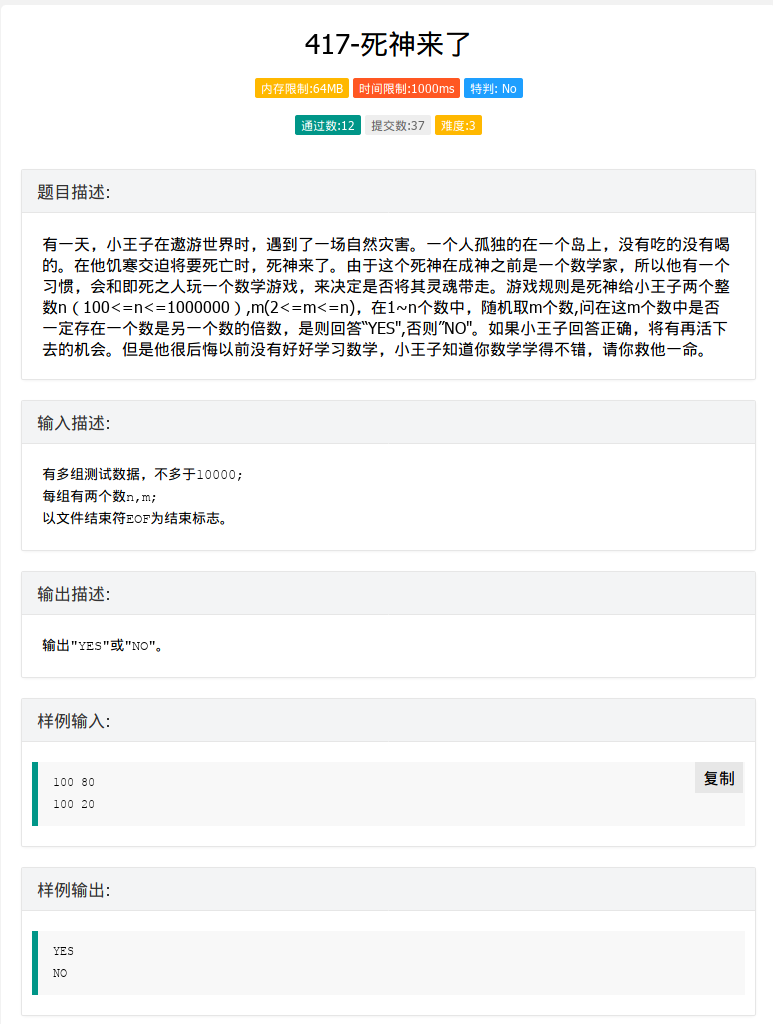 417-死神来了
内存限制:64MB 时间限制:1000ms 特判: No
通过数:12 提交数:37 难度:3
题目描述:
有一天，小王子在遨游世界时，遇到了一场自然灾害。一个人孤独的在一个岛上，没有吃的没有喝
的。在他饥寒交迫将要死亡时，死神来了。由于这个死神在成神之前是一个数学家，所以他有一个
习惯，会和即死之人玩一个数学游戏，来决定是否将其灵魂带走。游戏规则是死神给小王子两个整
数n（100<=n<=1000000）,m(2<=m<=n)，在1~n个数中，随机取m个数,问在这m个数中是否
一定存在一个数是另一个数的倍数，是则回答“YES",否则"NO"。如果小王子回答正确，将有再活下
去的机会。但是他很后悔以前没有好好学习数学，小王子知道你数学学得不错，请你救他一命。
输入描述:
有多组测试数据，不多于10000;
每组有两个数n,m;
以文件结束符EOF为结束标志。
输出描述:
输出"YES"或"NO"。
样例输入:
复制
100 80
100 20
样例输出:
YES
NO